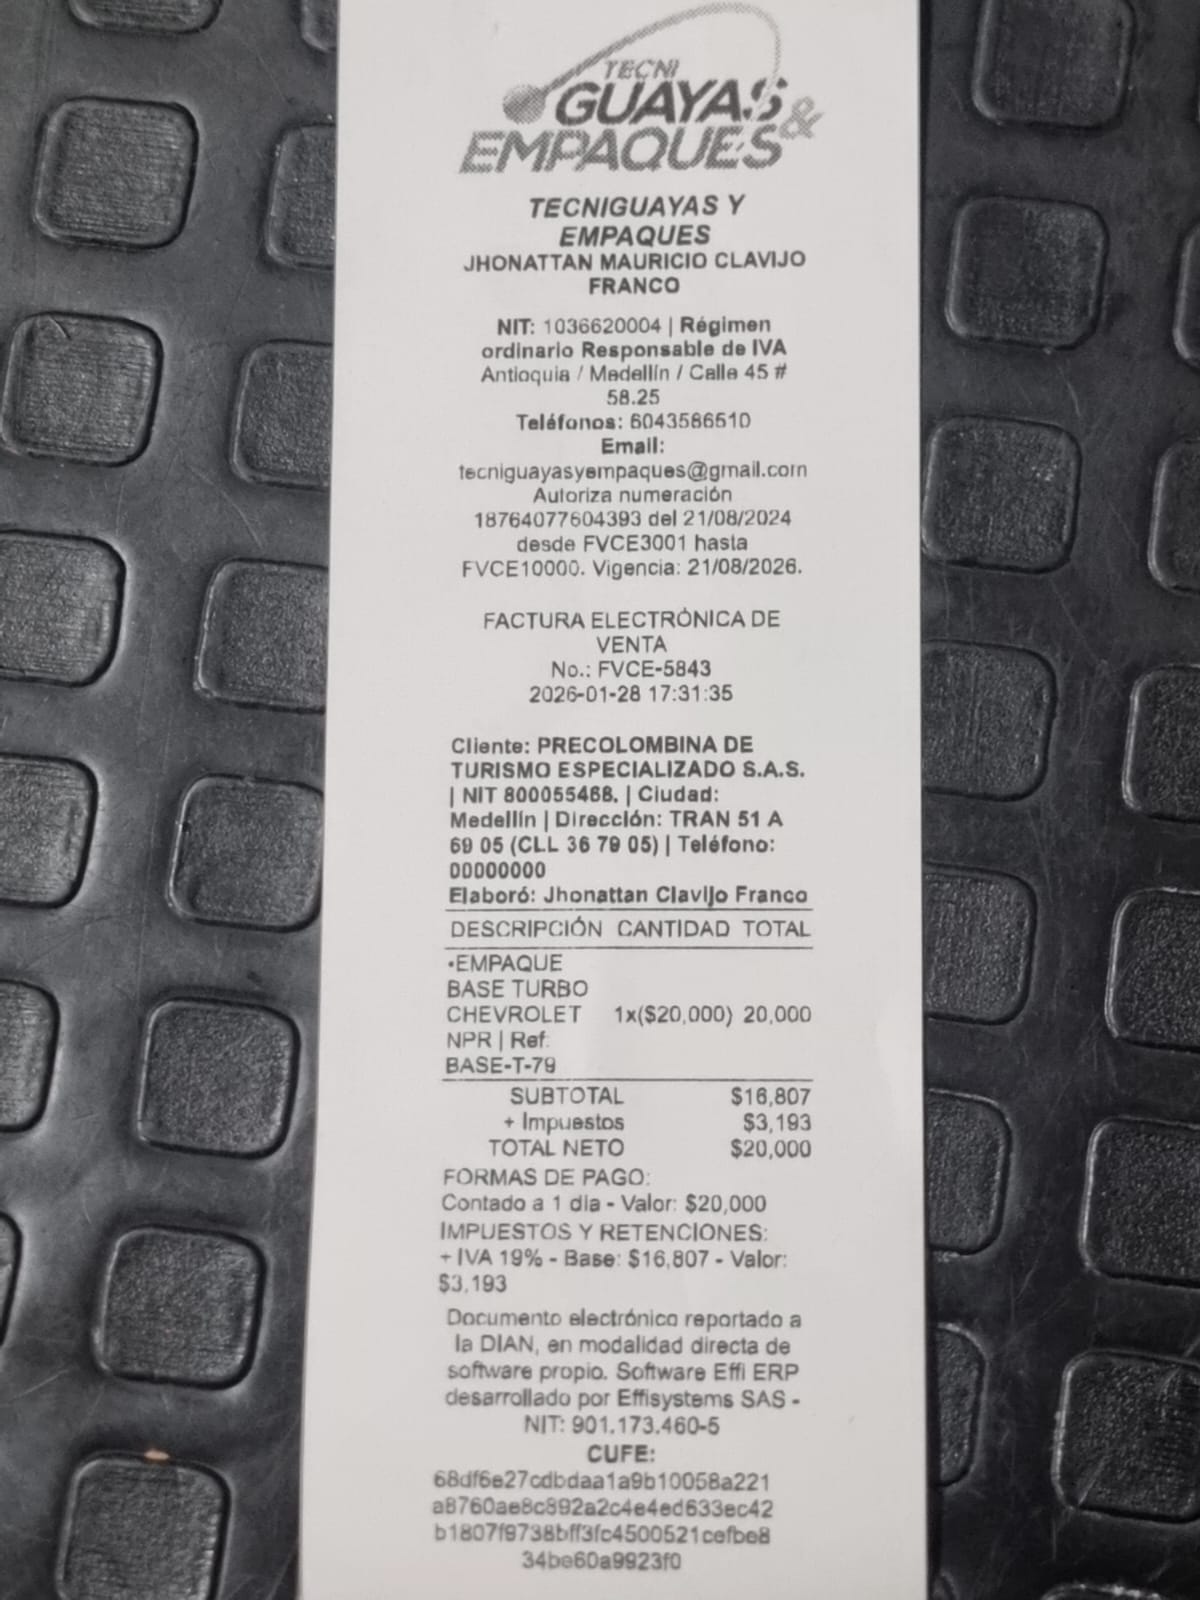 TECNI
GUAYAS &
EMPAQUES
TECNIGUAYAS Y
EMPAQUES
JHONATTAN MAURICIO CLAVIJO
FRANCO
NIT: 1036620004 | Régimen
ordinario Responsable de IVA
Antioquia / Medellín / Calle 45 #
58.25
Teléfonos: 6043586510
Email:
tecniguayasyempaques@gmail.com
Autoriza numeración
18764077604393 del 21/08/2024
desde FVCE3001 hasta
FVCE10000. Vigencia: 21/08/2026.
FACTURA ELECTRÓNICA DE
VENTA
No.: FVCE-5843
2026-01-28 17:31:35
Cliente: PRECOLOMBINA DE
TURISMO ESPECIALIZADO S.A.S.
| NIT 800055468. | Ciudad:
Medellín | Dirección: TRAN 51 A
69 05 (CLL 36 79 05) | Teléfono:
00000000
Elaboró: Jhonattan Clavijo Franco
DESCRIPCIÓN CANTIDAD TOTAL
•EMPAQUE
BASE TURBO
CHEVROLET 1x($20,000) 20,000
NPR | Ref:
BASE-T-79
SUBTOTAL $16,807
+ Impuestos $3,193
TOTAL NETO $20,000
FORMAS DE PAGO:
Contado a 1 día - Valor: $20,000
IMPUESTOS Y RETENCIONES:
+ IVA 19% - Base: $16,807 - Valor:
$3,193
Documento electrónico reportado a
la DIAN, en modalidad directa de
software propio. Software Effi ERP
desarrollado por Effisystems SAS -
NIT: 901.173.460-5
CUFE:
68df6e27cdbdaa1a9b10058a221
a8760ae8c892a2c4e4ed633ec42
b1807f9738bff3fc4500521cefbe8
34be60a9923f0